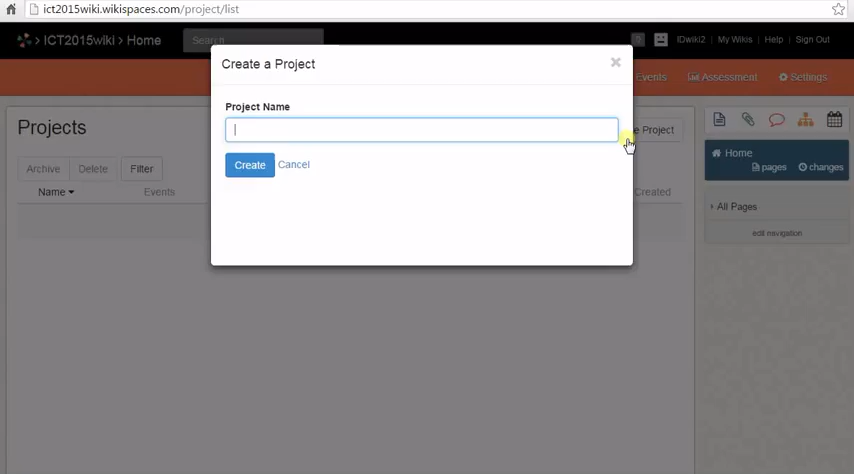 ict2015wiki.wikispaces.com/project/list
ICT2015wiki Home
Search
IDwiki2 My Wikis Help Sign Out
Events Assessment Settings
Create a Project
Project Name
Create Cancel
Projects
Project
Archive Delete Filter
Name Events Created
Home
pages changes
All Pages
edit navigation